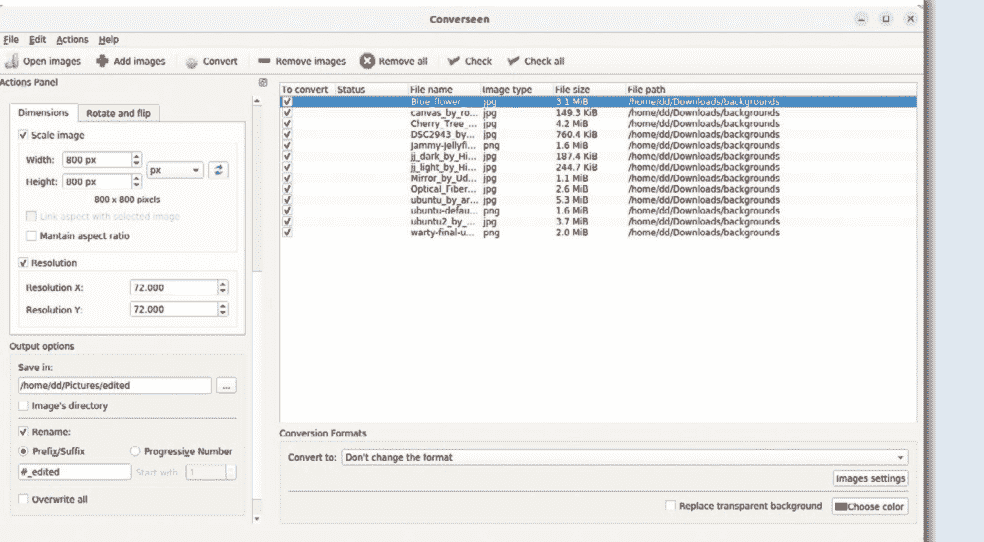 Converseen
File Edit Actions Help
Open images Add images Convert Remove images Remove all Check Check all
Actions Panel
Dimensions Rotate and flip
Scale image
Width: 800 px
px
Height: 800 px
800 x 800 pixels
Link aspect with selected image
Mantain aspect ratio
Resolution
Resolution X: 72.000
Resolution Y: 72.000
Output options
Save in:
/home/dd/Pictures/edited ...
Image's directory
Rename:
Prefix/Suffix Progressive Number
#_edited Start with: 1
Overwrite all
To convert Status File name Image type File size File path
Blue_flower_... jpg 3.1 MiB /home/dd/Downloads/backgrounds
canvas_by_ro... jpg 149.3 KiB /home/dd/Downloads/backgrounds
Cherry_Tree_... jpg 4.2 MiB /home/dd/Downloads/backgrounds
DSC2943_by... jpg 760.4 KiB /home/dd/Downloads/backgrounds
jammy-jellyfi... png 1.6 MiB /home/dd/Downloads/backgrounds
jj_dark_by_Hi... jpg 187.4 KiB /home/dd/Downloads/backgrounds
jj_light_by_Hi... jpg 244.7 KiB /home/dd/Downloads/backgrounds
Mirror_by_Ud... jpg 1.1 MiB /home/dd/Downloads/backgrounds
Optical_Fiber... jpg 2.6 MiB /home/dd/Downloads/backgrounds
ubuntu_by_ar... jpg 5.3 MiB /home/dd/Downloads/backgrounds
ubuntu-defau... png 1.6 MiB /home/dd/Downloads/backgrounds
ubuntu2_by_... jpg 3.7 MiB /home/dd/Downloads/backgrounds
warty-final-u... png 2.0 MiB /home/dd/Downloads/backgrounds
Conversion Formats
Convert to: Don't change the format
Images settings
Replace transparent background Choose color